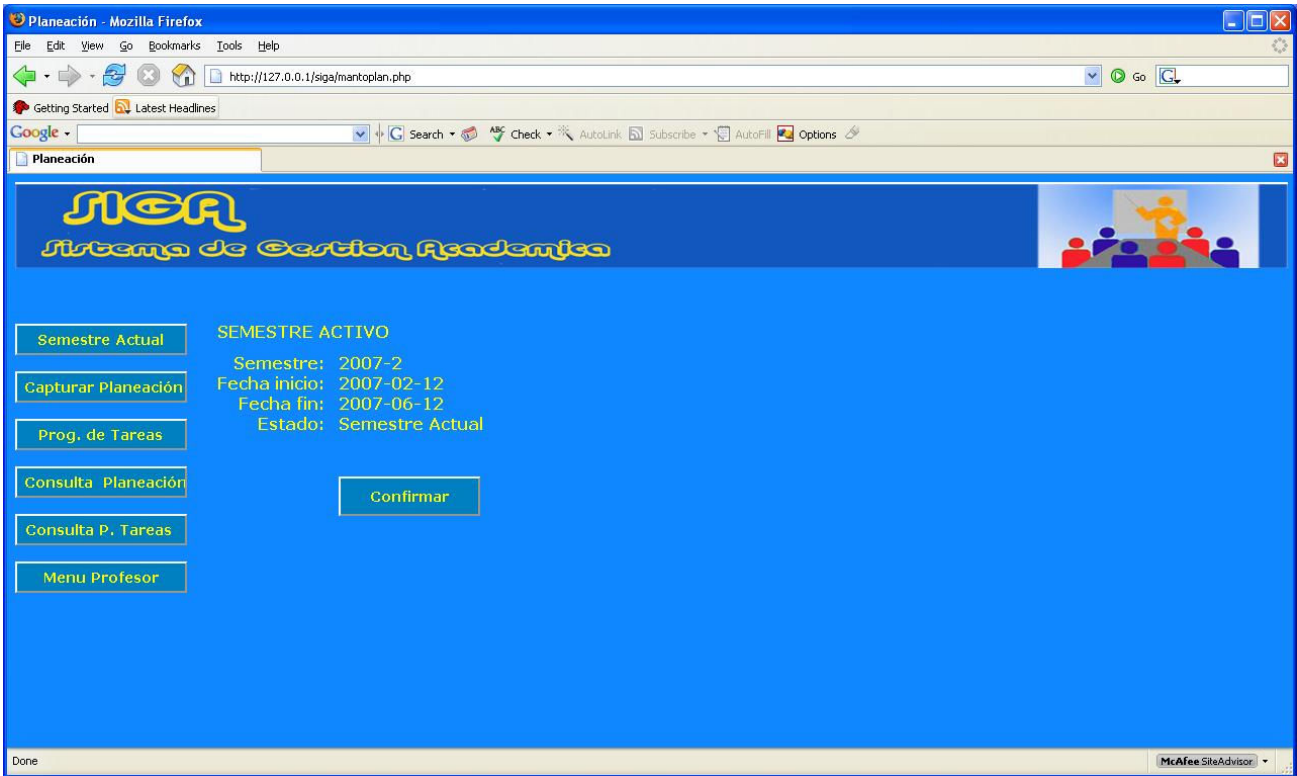 Planeación - Mozilla Firefox
File Edit View Go Bookmarks Tools Help
http://127.0.0.1/siga/mantoplan.php Go G
Getting Started Latest Headlines
Google G Search ABC Check AutoLink Subscribe AutoFill Options
Planeación
SIGA
Sistema de Gestion Academica
Semestre Actual
Capturar Planeación
Prog. de Tareas
Consulta Planeación
Consulta P. Tareas
Menu Profesor
SEMESTRE ACTIVO
Semestre: 2007-2
Fecha inicio: 2007-02-12
Fecha fin: 2007-06-12
Estado: Semestre Actual
Confirmar
Done McAfee SiteAdvisor